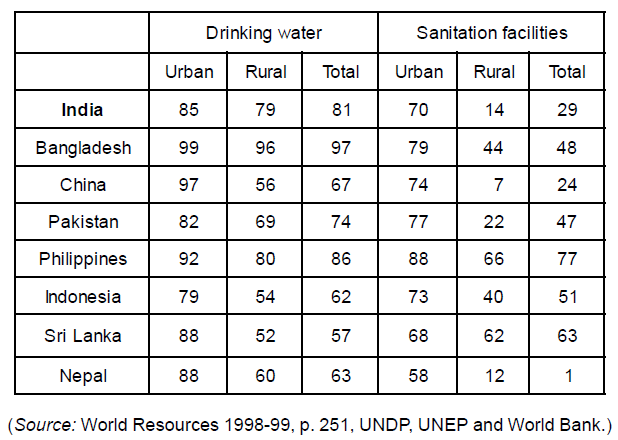 Drinking water Sanitation facilities
Urban Rural Total Urban Rural Total
India 85 79 81 70 14 29
Bangladesh 99 96 97 79 44 48
China 97 56 67 74 7 24
Pakistan 82 69 74 77 22 47
Philippines 92 80 86 88 66 77
Indonesia 79 54 62 73 40 51
Sri Lanka 88 52 57 68 62 63
Nepal 88 60 63 58 12 1
(Source: World Resources 1998-99, p. 251, UNDP, UNEP and World Bank.)